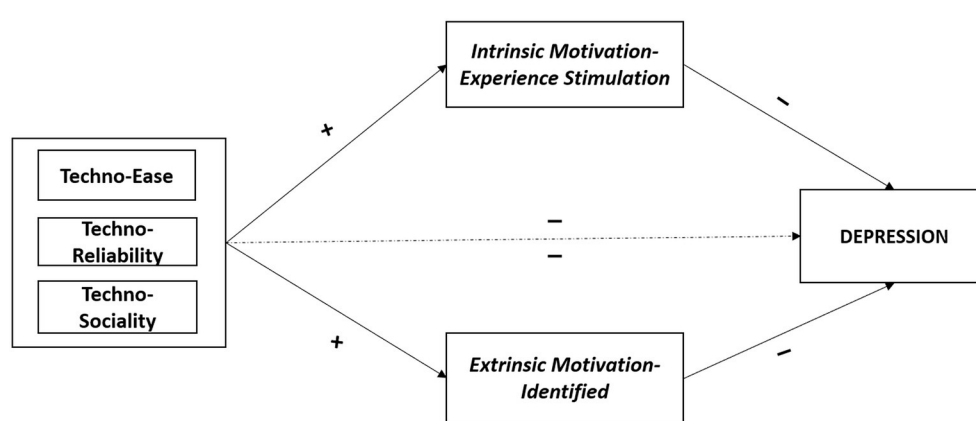 Intrinsic Motivation-
Experience Stimulation
+
–
Techno-Ease
Techno-
Reliability
Techno-
Sociality
–
–
DEPRESSION
+
–
Extrinsic Motivation-
Identified